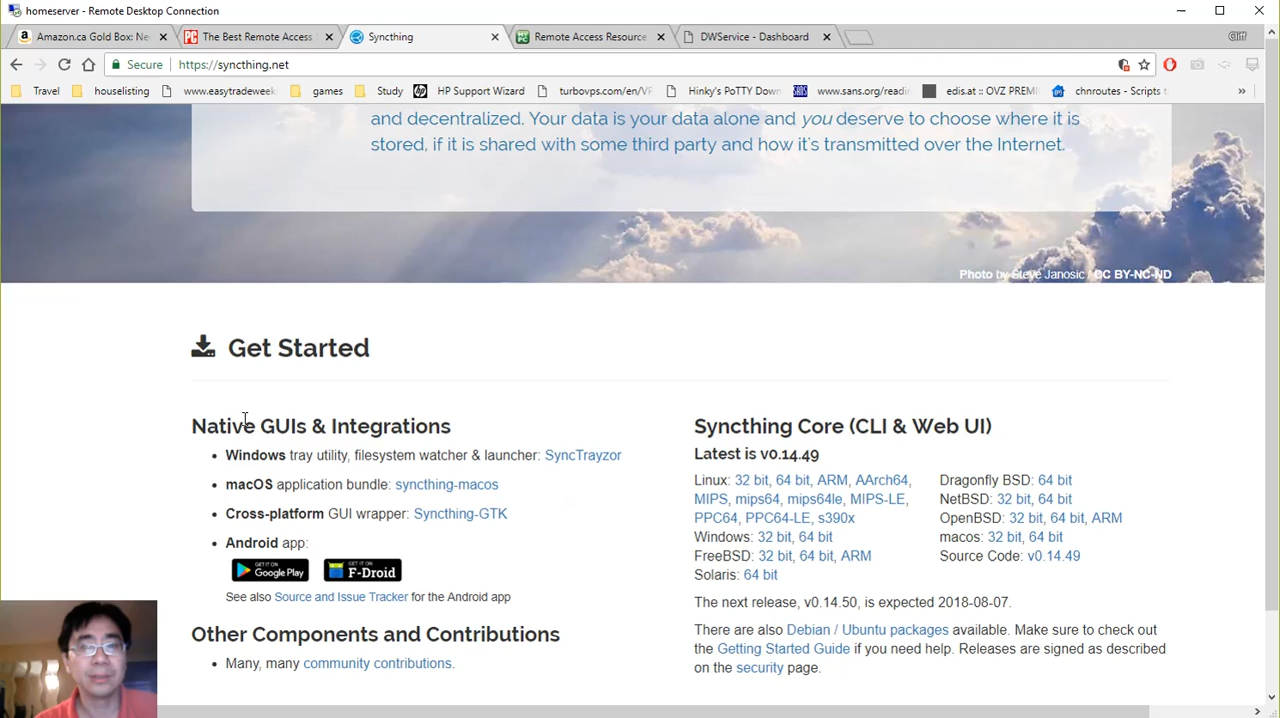 homeserver - Remote Desktop Connection
Amazon.ca Gold Box: Ne
The Best Remote Access
Syncthing
Remote Access Resource
DWService - Dashboard
Secure https://syncthing.net
Travel houselisting www.easytradeweek games Study HP Support Wizard turbovps.com/en/VP Hinky's PoTTY Dow www.sans.org/readi edis.at :: OVZ PREMI chnroutes - Scripts t »
and decentralized. Your data is your data alone and you deserve to choose where it is
stored, if it is shared with some third party and how it's transmitted over the Internet.
Photo by Steve Janosic / CC BY-NC-ND
Get Started
Native GUIs & Integrations
• Windows tray utility, filesystem watcher & launcher: SyncTrayzor
• macOS application bundle: syncthing-macos
• Cross-platform GUI wrapper: Syncthing-GTK
• Android app:
GET IT ON Google Play GET IT ON F-Droid
See also Source and Issue Tracker for the Android app
Other Components and Contributions
• Many, many community contributions.
Syncthing Core (CLI & Web UI)
Latest is v0.14.49
Linux: 32 bit, 64 bit, ARM, AArch64,
MIPS, mips64, mips64le, MIPS-LE,
PPC64, PPC64-LE, s390x
Windows: 32 bit, 64 bit
FreeBSD: 32 bit, 64 bit, ARM
Solaris: 64 bit
Dragonfly BSD: 64 bit
NetBSD: 32 bit, 64 bit
OpenBSD: 32 bit, 64 bit, ARM
macos: 32 bit, 64 bit
Source Code: v0.14.49
The next release, v0.14.50, is expected 2018-08-07.
There are also Debian / Ubuntu packages available. Make sure to check out
the Getting Started Guide if you need help. Releases are signed as described
on the security page.